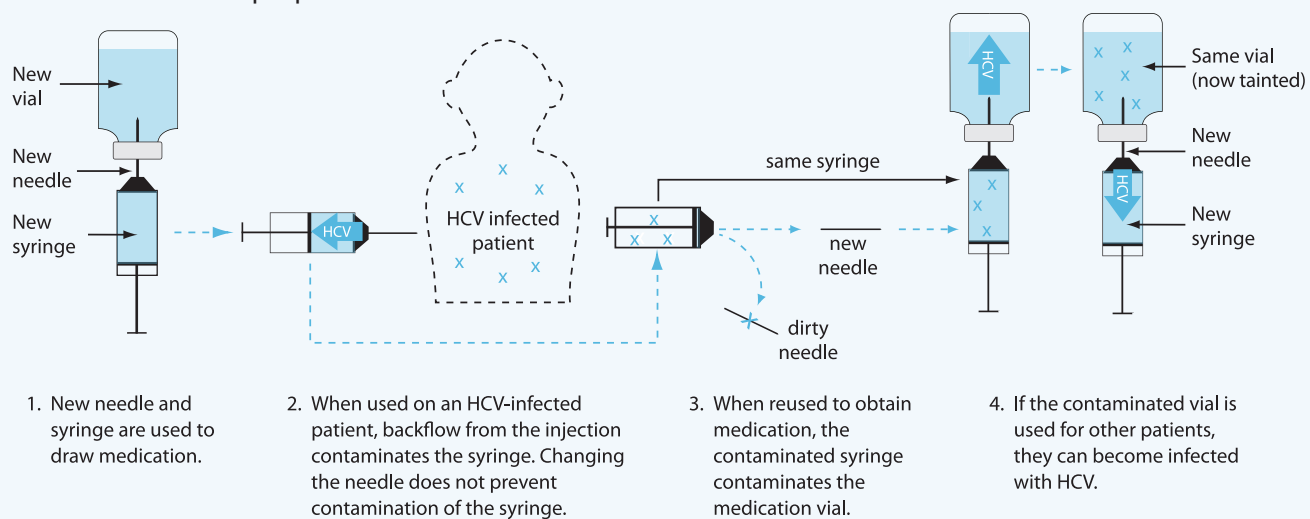 New
vial
New
needle
New
syringe
HCV
HCV infected
patient
same syringe
new
needle
dirty
needle
HCV
Same vial
(now tainted)
New
needle
HCV
New
syringe
1. New needle and
syringe are used to
draw medication.
2. When used on an HCV-infected
patient, backflow from the injection
contaminates the syringe. Changing
the needle does not prevent
contamination of the syringe.
3. When reused to obtain
medication, the
contaminated syringe
contaminates the
medication vial.
4. If the contaminated vial is
used for other patients,
they can become infected
with HCV.